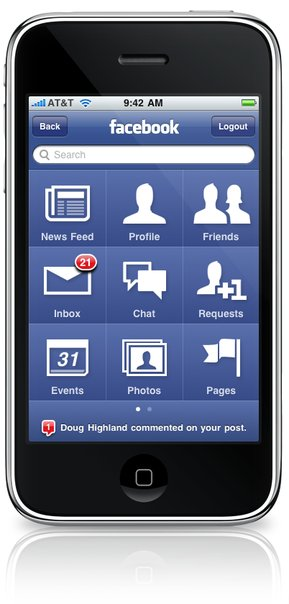 AT&T 9:42 AM
Back facebook Logout
Search
News Feed Profile Friends
21
+1
Inbox Chat Requests
31
Events Photos Pages
1 Doug Highland commented on your post.